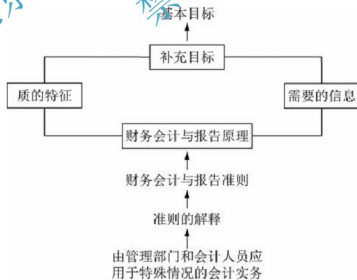 基本目标
补充目标
质的特征
需要的信息
财务会计与报告原理
财务会计与报告准则
准则的解释
由管理部门和会计人员应
用于特殊情况的会计实务